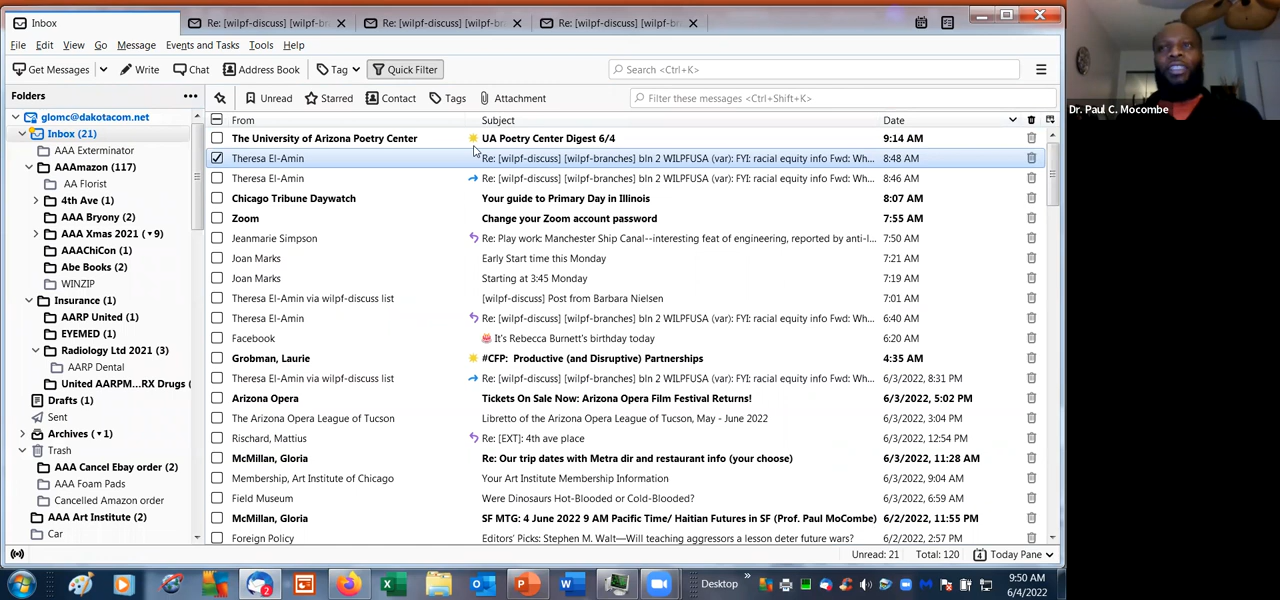 Inbox
Re: [wilpf-discuss] [wilpf-br
Re: [wilpf-discuss] [wilpf-br
Re: [wilpf-discuss] [wilpf-br
File Edit View Go Message Events and Tasks Tools Help
Get Messages Write Chat Address Book Tag Quick Filter Search <Ctrl+K>
Folders ••• Unread Starred Contact Tags Attachment Filter these messages <Ctrl+Shift+K>
glomc@dakotacom.net
Inbox (21)
AAA Exterminator
AAAmazon (117)
AA Florist
4th Ave (1)
AAA Bryony (2)
AAA Xmas 2021 (▾9)
AAAChiCon (1)
Abe Books (2)
WINZIP
Insurance (1)
AARP United (1)
EYEMED (1)
Radiology Ltd 2021 (3)
AARP Dental
United AARPM...RX Drugs (
Drafts (1)
Sent
Archives (▾1)
Trash
AAA Cancel Ebay order (2)
AAA Foam Pads
Cancelled Amazon order
AAA Art Institute (2)
Car
From Subject Date
The University of Arizona Poetry Center UA Poetry Center Digest 6/4 9:14 AM
Theresa El-Amin Re: [wilpf-discuss] [wilpf-branches] bln 2 WILPFUSA (var): FYI: racial equity info Fwd: Wh... 8:48 AM
Theresa El-Amin Re: [wilpf-discuss] [wilpf-branches] bln 2 WILPFUSA (var): FYI: racial equity info Fwd: Wh... 8:46 AM
Chicago Tribune Daywatch Your guide to Primary Day in Illinois 8:07 AM
Zoom Change your Zoom account password 7:55 AM
Jeanmarie Simpson Re: Play work: Manchester Ship Canal--interesting feat of engineering, reported by anti-l... 7:50 AM
Joan Marks Early Start time this Monday 7:21 AM
Joan Marks Starting at 3:45 Monday 7:19 AM
Theresa El-Amin via wilpf-discuss list [wilpf-discuss] Post from Barbara Nielsen 7:01 AM
Theresa El-Amin Re: [wilpf-discuss] [wilpf-branches] bln 2 WILPFUSA (var): FYI: racial equity info Fwd: Wh... 6:40 AM
Facebook It's Rebecca Burnett's birthday today 6:20 AM
Grobman, Laurie #CFP: Productive (and Disruptive) Partnerships 4:35 AM
Theresa El-Amin via wilpf-discuss list Re: [wilpf-discuss] [wilpf-branches] bln 2 WILPFUSA (var): FYI: racial equity info Fwd: Wh... 6/3/2022, 8:31 PM
Arizona Opera Tickets On Sale Now: Arizona Opera Film Festival Returns! 6/3/2022, 5:02 PM
The Arizona Opera League of Tucson Libretto of the Arizona Opera League of Tucson, May - June 2022 6/3/2022, 3:04 PM
Rischard, Mattius Re: [EXT]: 4th ave place 6/3/2022, 12:54 PM
McMillan, Gloria Re: Our trip dates with Metra dir and restaurant info (your choose) 6/3/2022, 11:28 AM
Membership, Art Institute of Chicago Your Art Institute Membership Information 6/3/2022, 9:04 AM
Field Museum Were Dinosaurs Hot-Blooded or Cold-Blooded? 6/3/2022, 6:59 AM
McMillan, Gloria SF MTG: 4 June 2022 9 AM Pacific Time/ Haitian Futures in SF (Prof. Paul MoCombe) 6/2/2022, 11:55 PM
Foreign Policy Editors' Picks: Stephen M. Walt—Will teaching aggressors a lesson deter future wars? 6/2/2022, 2:57 PM
Unread: 21 Total: 120 4 Today Pane
2 Desktop » 9:50 AM
6/4/2022
Dr. Paul C. Mocombe